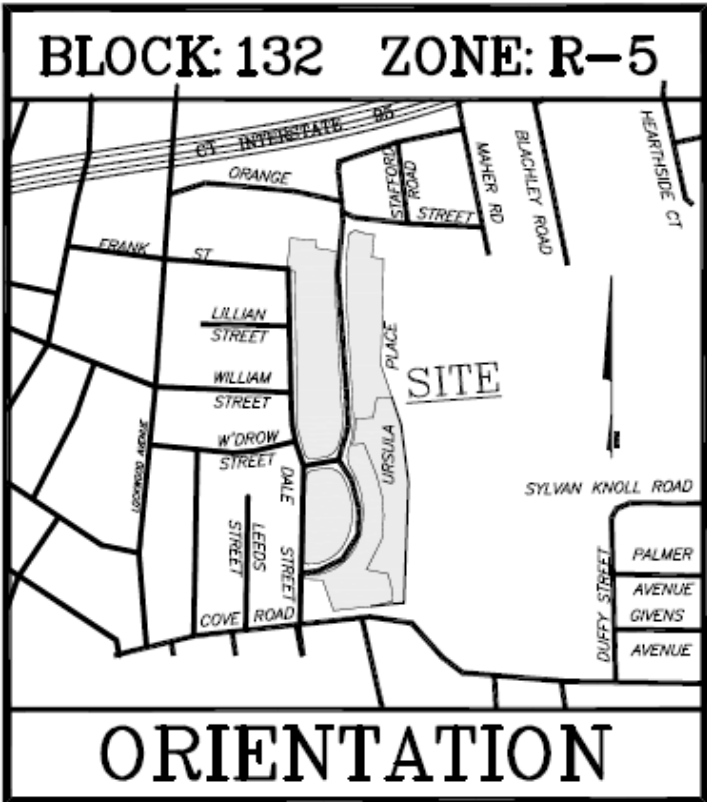 BLOCK: 132 ZONE: R-5
CT INTERSTATE 95
HEARTHSIDE CT
BLACHLEY ROAD
MAHER RD
STAFFORD
ROAD
ORANGE
STREET
FRANK ST
LILLIAN
STREET
PLACE
URSULA
SITE
WILLIAM
STREET
W'DROW
STREET
LOCKWOOD AVENUE
DALE STREET
LEEDS
STREET
SYLVAN KNOLL ROAD
DUFFY STREET
PALMER
AVENUE
GIVENS
AVENUE
COVE ROAD
ORIENTATION